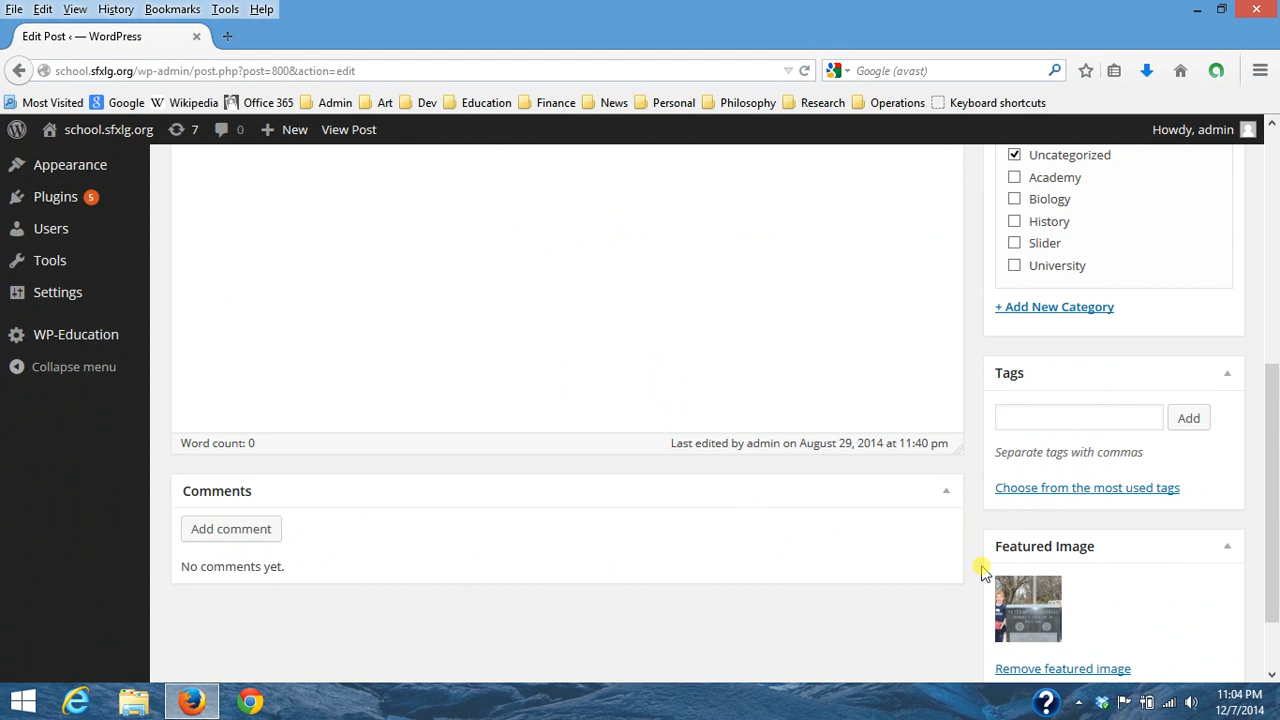 File Edit View History Bookmarks Tools Help
Edit Post ‹ — WordPress
school.sfxlg.org/wp-admin/post.php?post=800&action=edit
Google (avast)
Most Visited Google Wikipedia Office 365 Admin Art Dev Education Finance News Personal Philosophy Research Operations Keyboard shortcuts
school.sfxlg.org 7 0 New View Post Howdy, admin
Appearance
Plugins 5
Users
Tools
Settings
WP-Education
Collapse menu
Word count: 0 Last edited by admin on August 29, 2014 at 11:40 pm
Comments
Add comment
No comments yet.
Uncategorized
Academy
Biology
History
Slider
University
+ Add New Category
Tags
Add
Separate tags with commas
Choose from the most used tags
Featured Image
Remove featured image
11:04 PM
12/7/2014